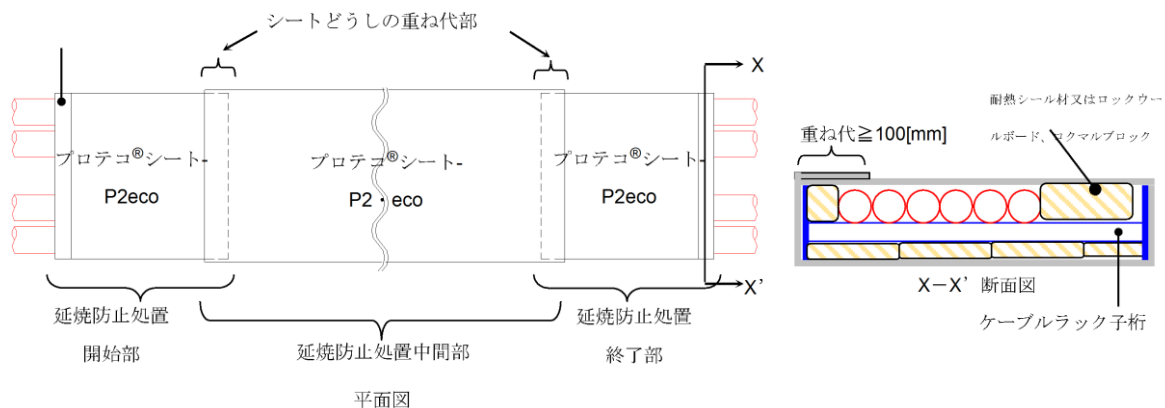 シートどうしの重ね代部
X
プロテコ®シート-
P2eco
プロテコ®シート-
P2・eco
プロテコ®シート-
P2eco
X’
延焼防止処置
開始部
延焼防止処置中間部
延焼防止処置
終了部
平面図
耐熱シール材又はロックウー
ルボード、ロクマルブロック
重ね代≧100[mm]
X－X’ 断面図
ケーブルラック子桁